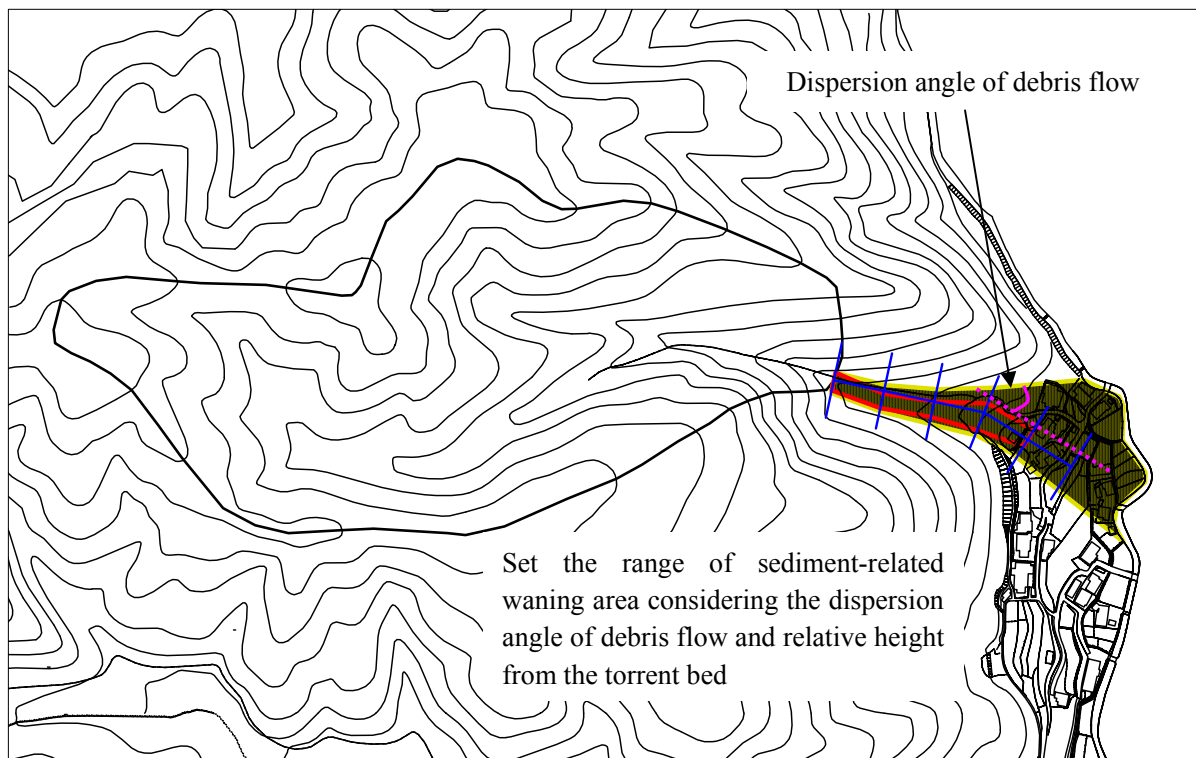 Dispersion angle of debris flow
Set the range of sediment-related
waning area considering the dispersion
angle of debris flow and relative height
from the torrent bed